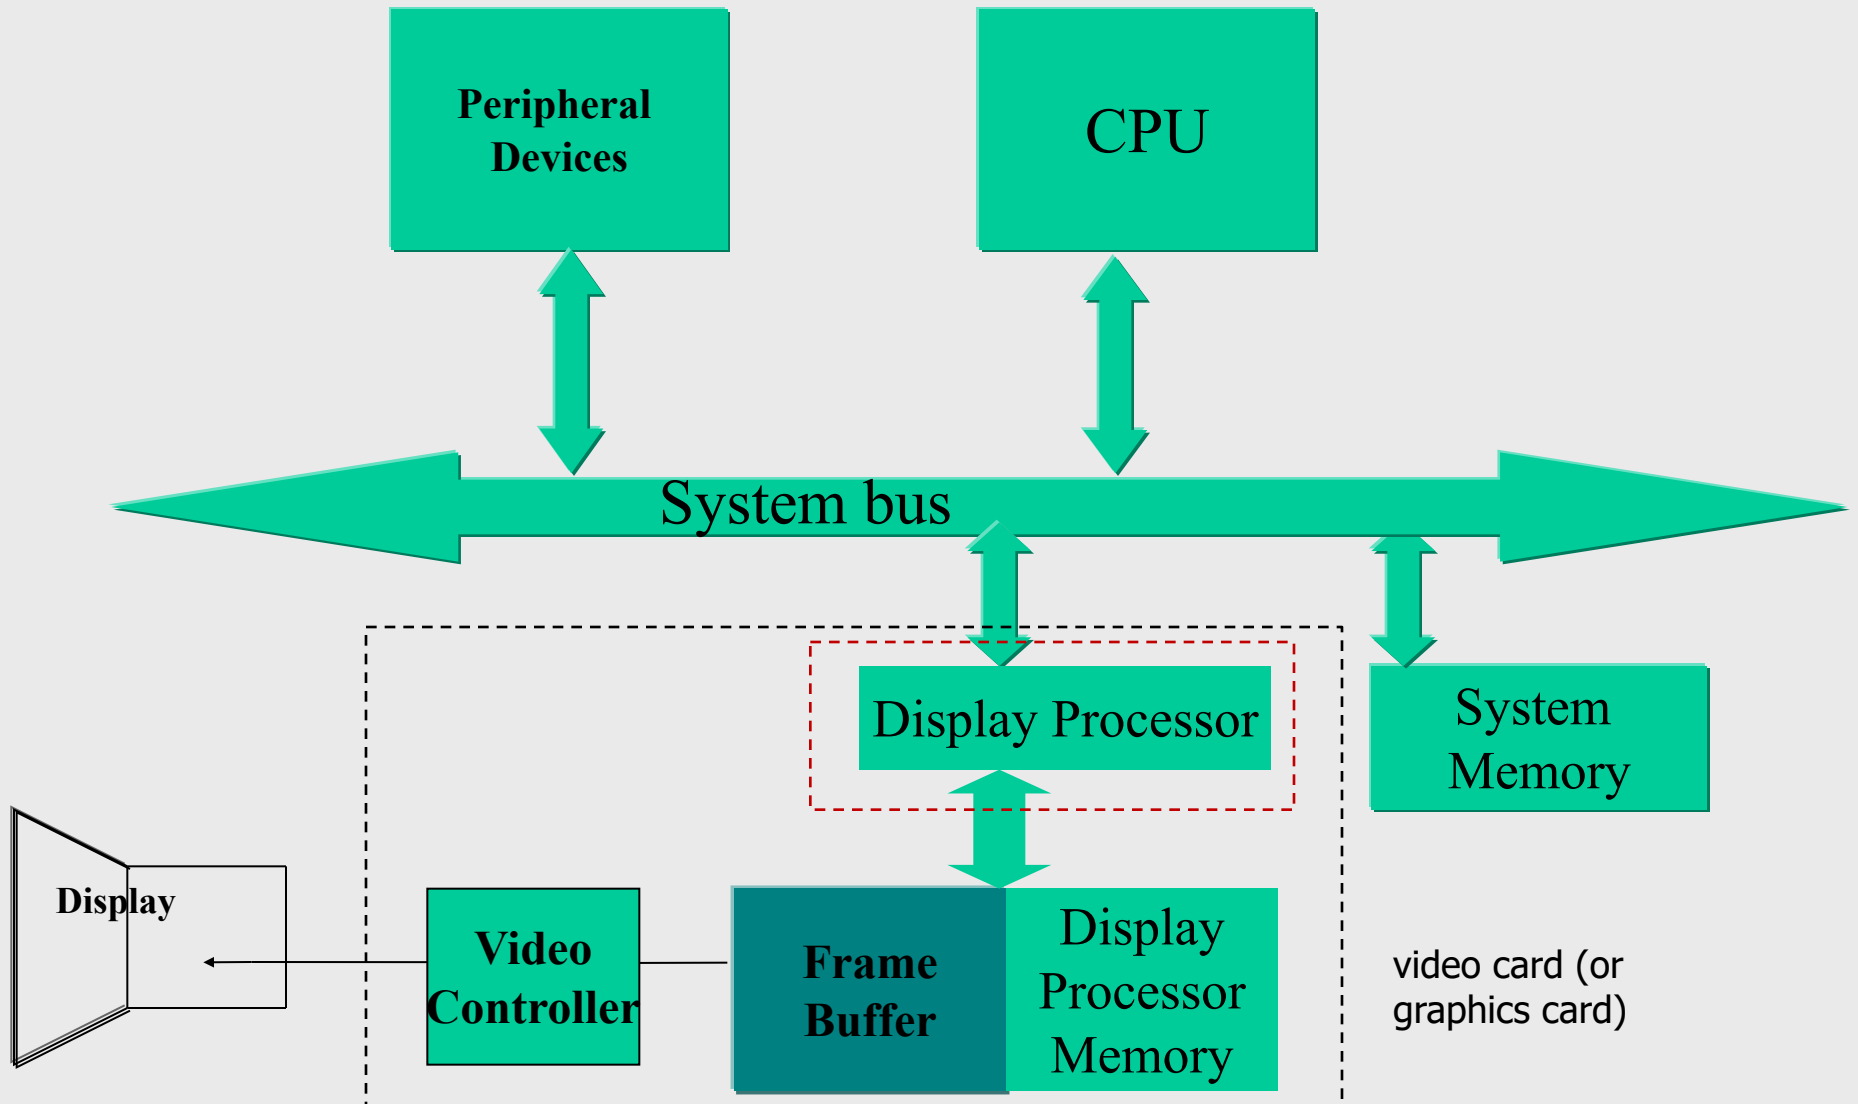 Peripheral
Devices
CPU
System bus
Display Processor
System
Memory
Display
Video
Controller
Frame
Buffer
Display
Processor
Memory
video card (or
graphics card)